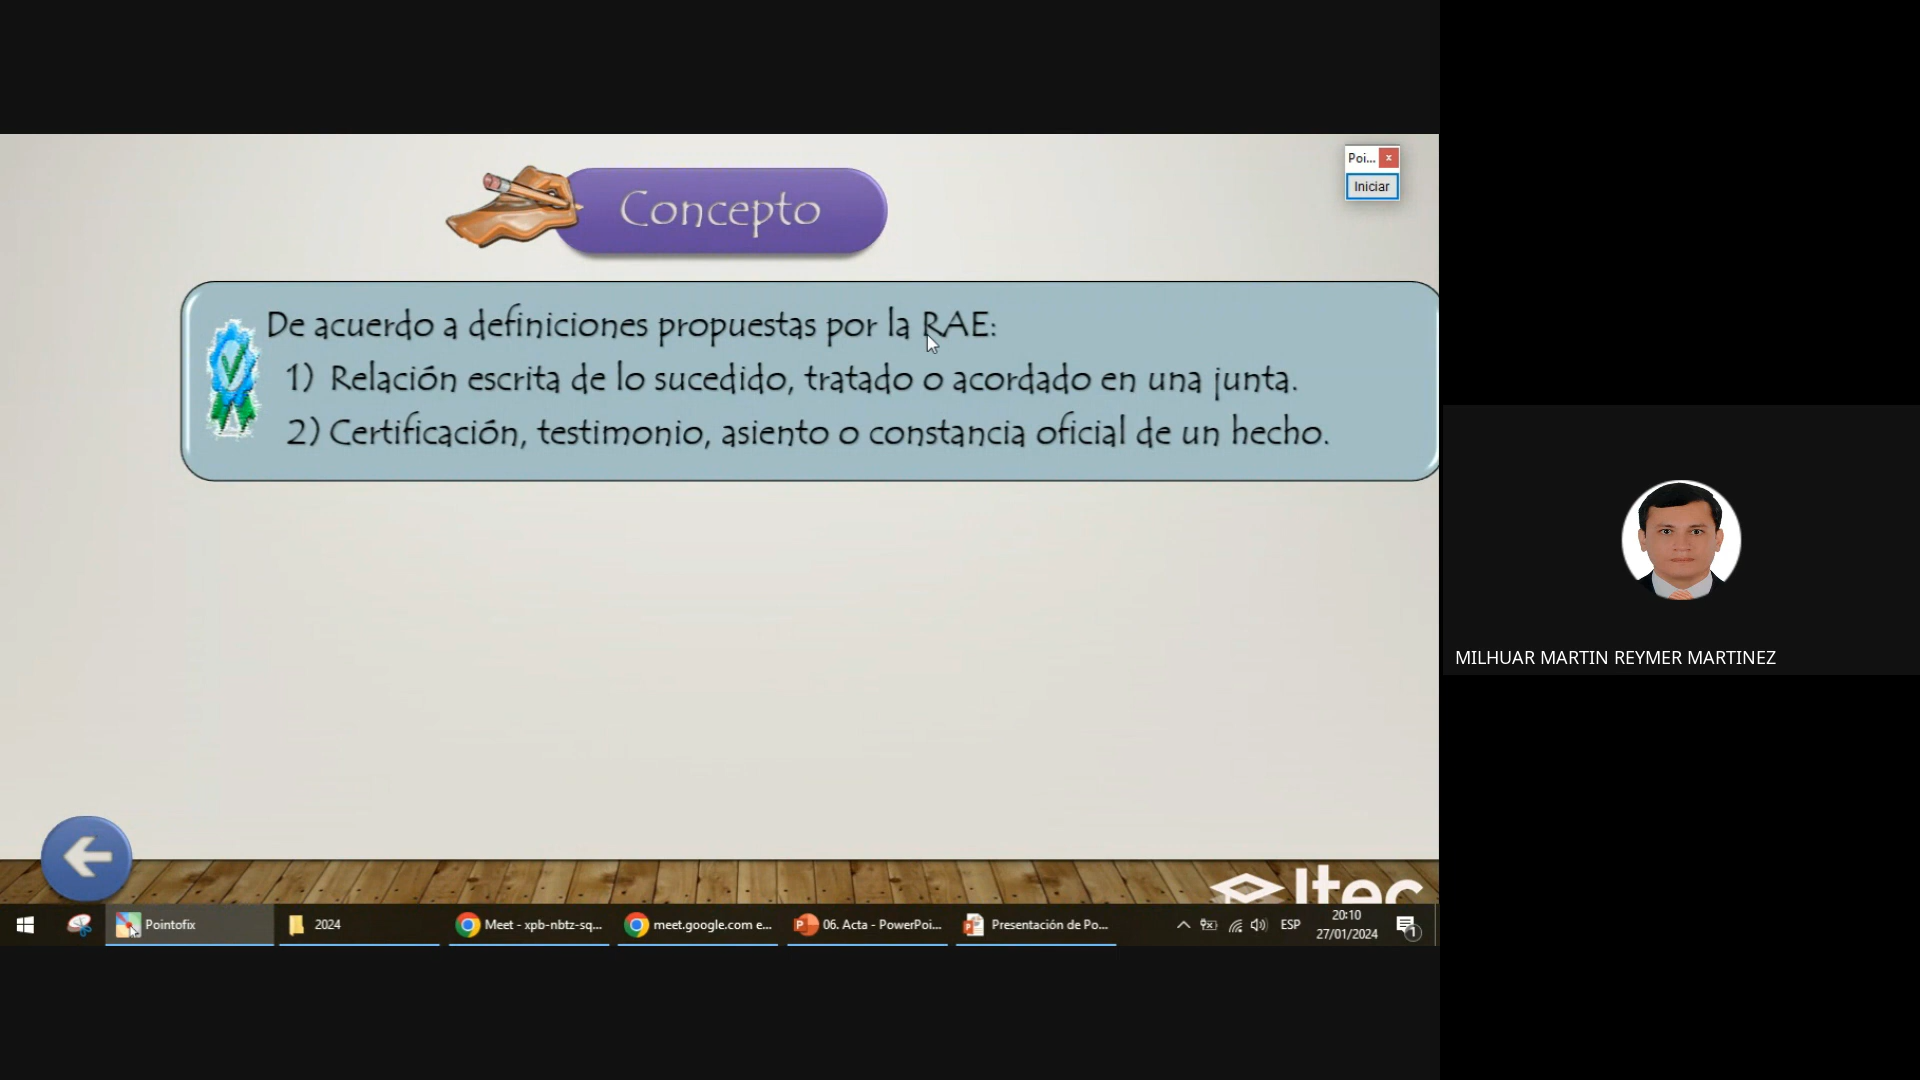 Poi...
Iniciar
Concepto
De acuerdo a definiciones propuestas por la RAE:
1) Relación escrita de lo sucedido, tratado o acordado en una junta.
2) Certificación, testimonio, asiento o constancia oficial de un hecho.
MILHUAR MARTIN REYMER MARTINEZ
Itec
Pointofix
2024
Meet - xpb-nbtz-sq...
meet.google.com e...
06. Acta - PowerPoi...
Presentación de Po...
ESP
20:10
27/01/2024
1